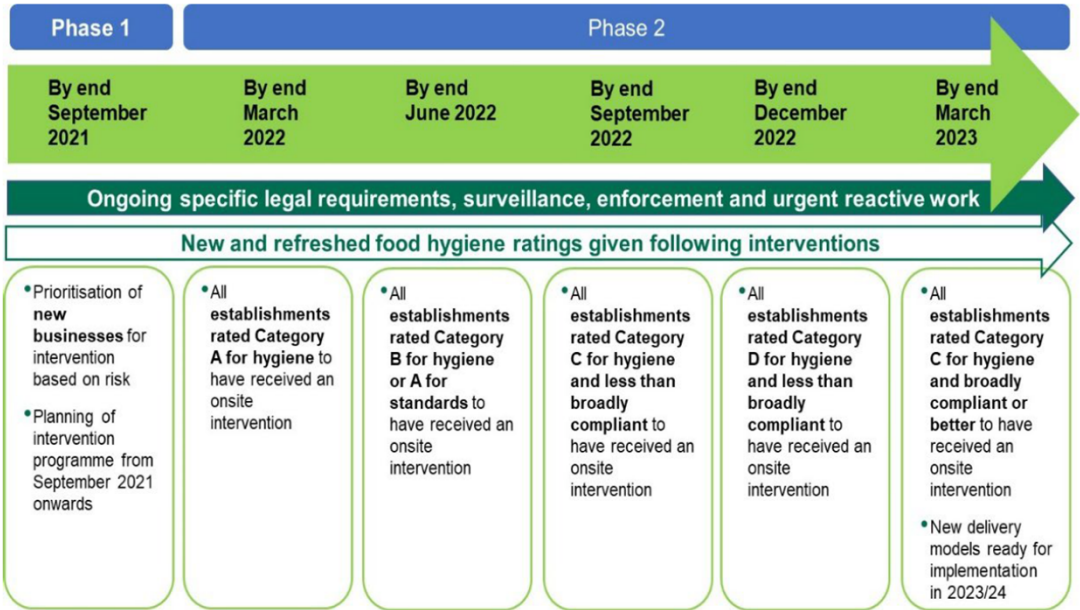 Phase 1
Phase 2
By end
September
2021
By end
March
2022
By end
June 2022
By end
September
2022
By end
December
2022
By end
March
2023
Ongoing specific legal requirements, surveillance, enforcement and urgent reactive work
New and refreshed food hygiene ratings given following interventions
•Prioritisation of
new
businesses for
intervention
based on risk
•Planning of
intervention
programme from
September 2021
onwards
•All
establishments
rated Category
A for hygiene to
have received an
onsite
intervention
•All
establishments
rated Category
B for hygiene
or A for
standards to
have received an
onsite
intervention
•All
establishments
rated Category
C for hygiene
and less than
broadly
compliant to
have received an
onsite
intervention
•All
establishments
rated Category
D for hygiene
and less than
broadly
compliant to
have received an
onsite
intervention
•All
establishments
rated Category
C for hygiene
and broadly
compliant or
better to have
received an
onsite
intervention
•New delivery
models ready for
implementation
in 2023/24